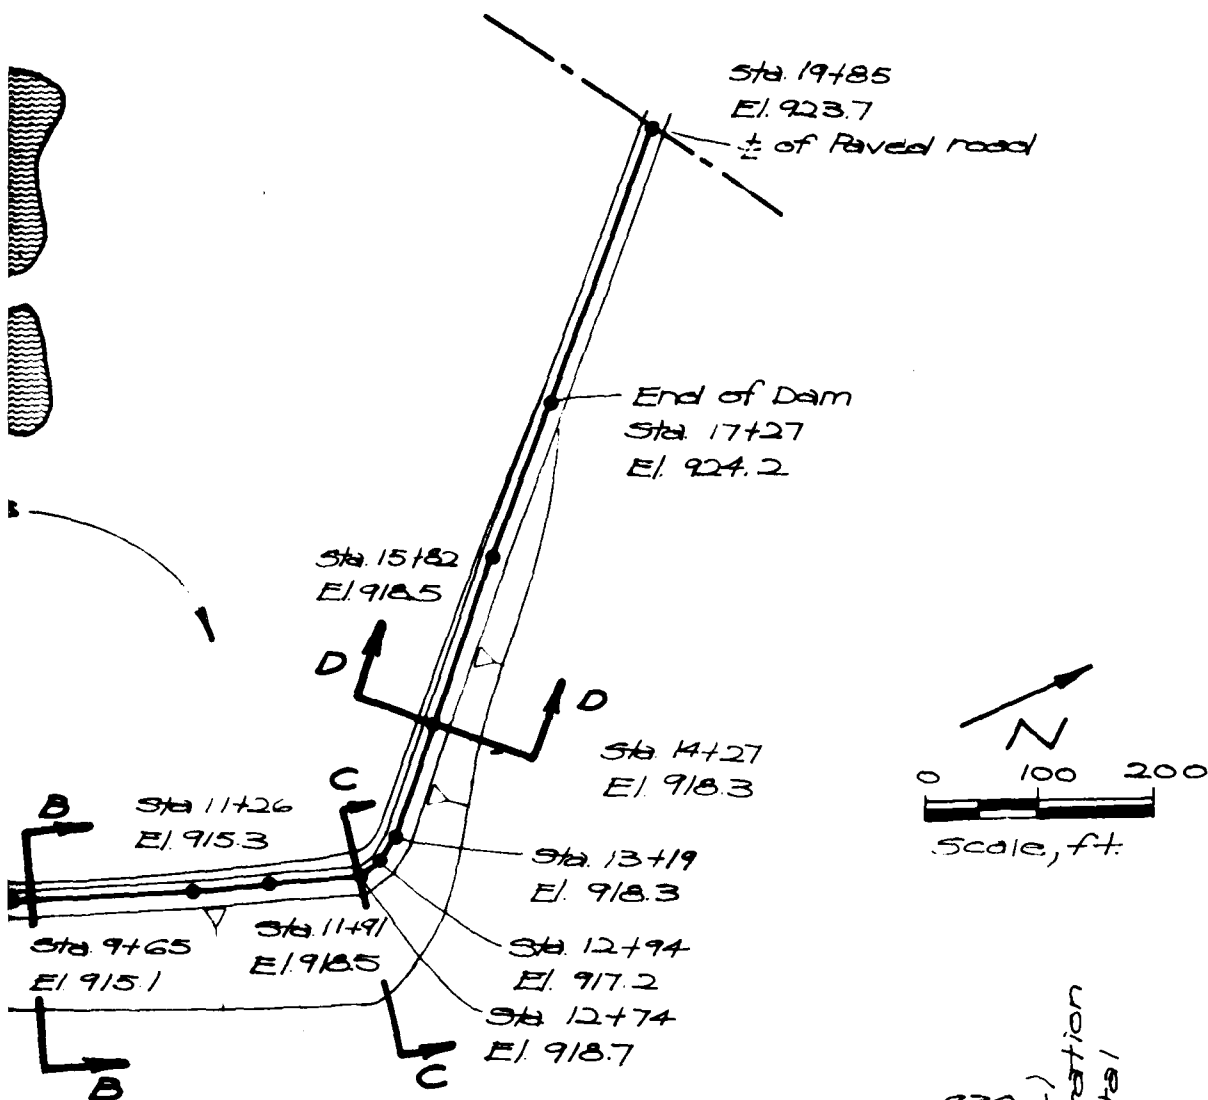 Sta. 19+85
El. 923.7
℄ of Paved road
End of Dam
Sta. 17+27
El. 924.2
Sta. 15+82
El. 918.5
D
D
Sta. 14+27
El. 918.3
N
0 100 200
Scale, ft.
C
B
Sta 11+26
El. 915.3
Sta. 13+19
El. 918.3
Sta. 9+65
El. 915.1
Sta. 11+91
El. 918.5
Sta. 12+94
El. 917.2
Sta 12+74
El. 918.7
B
C